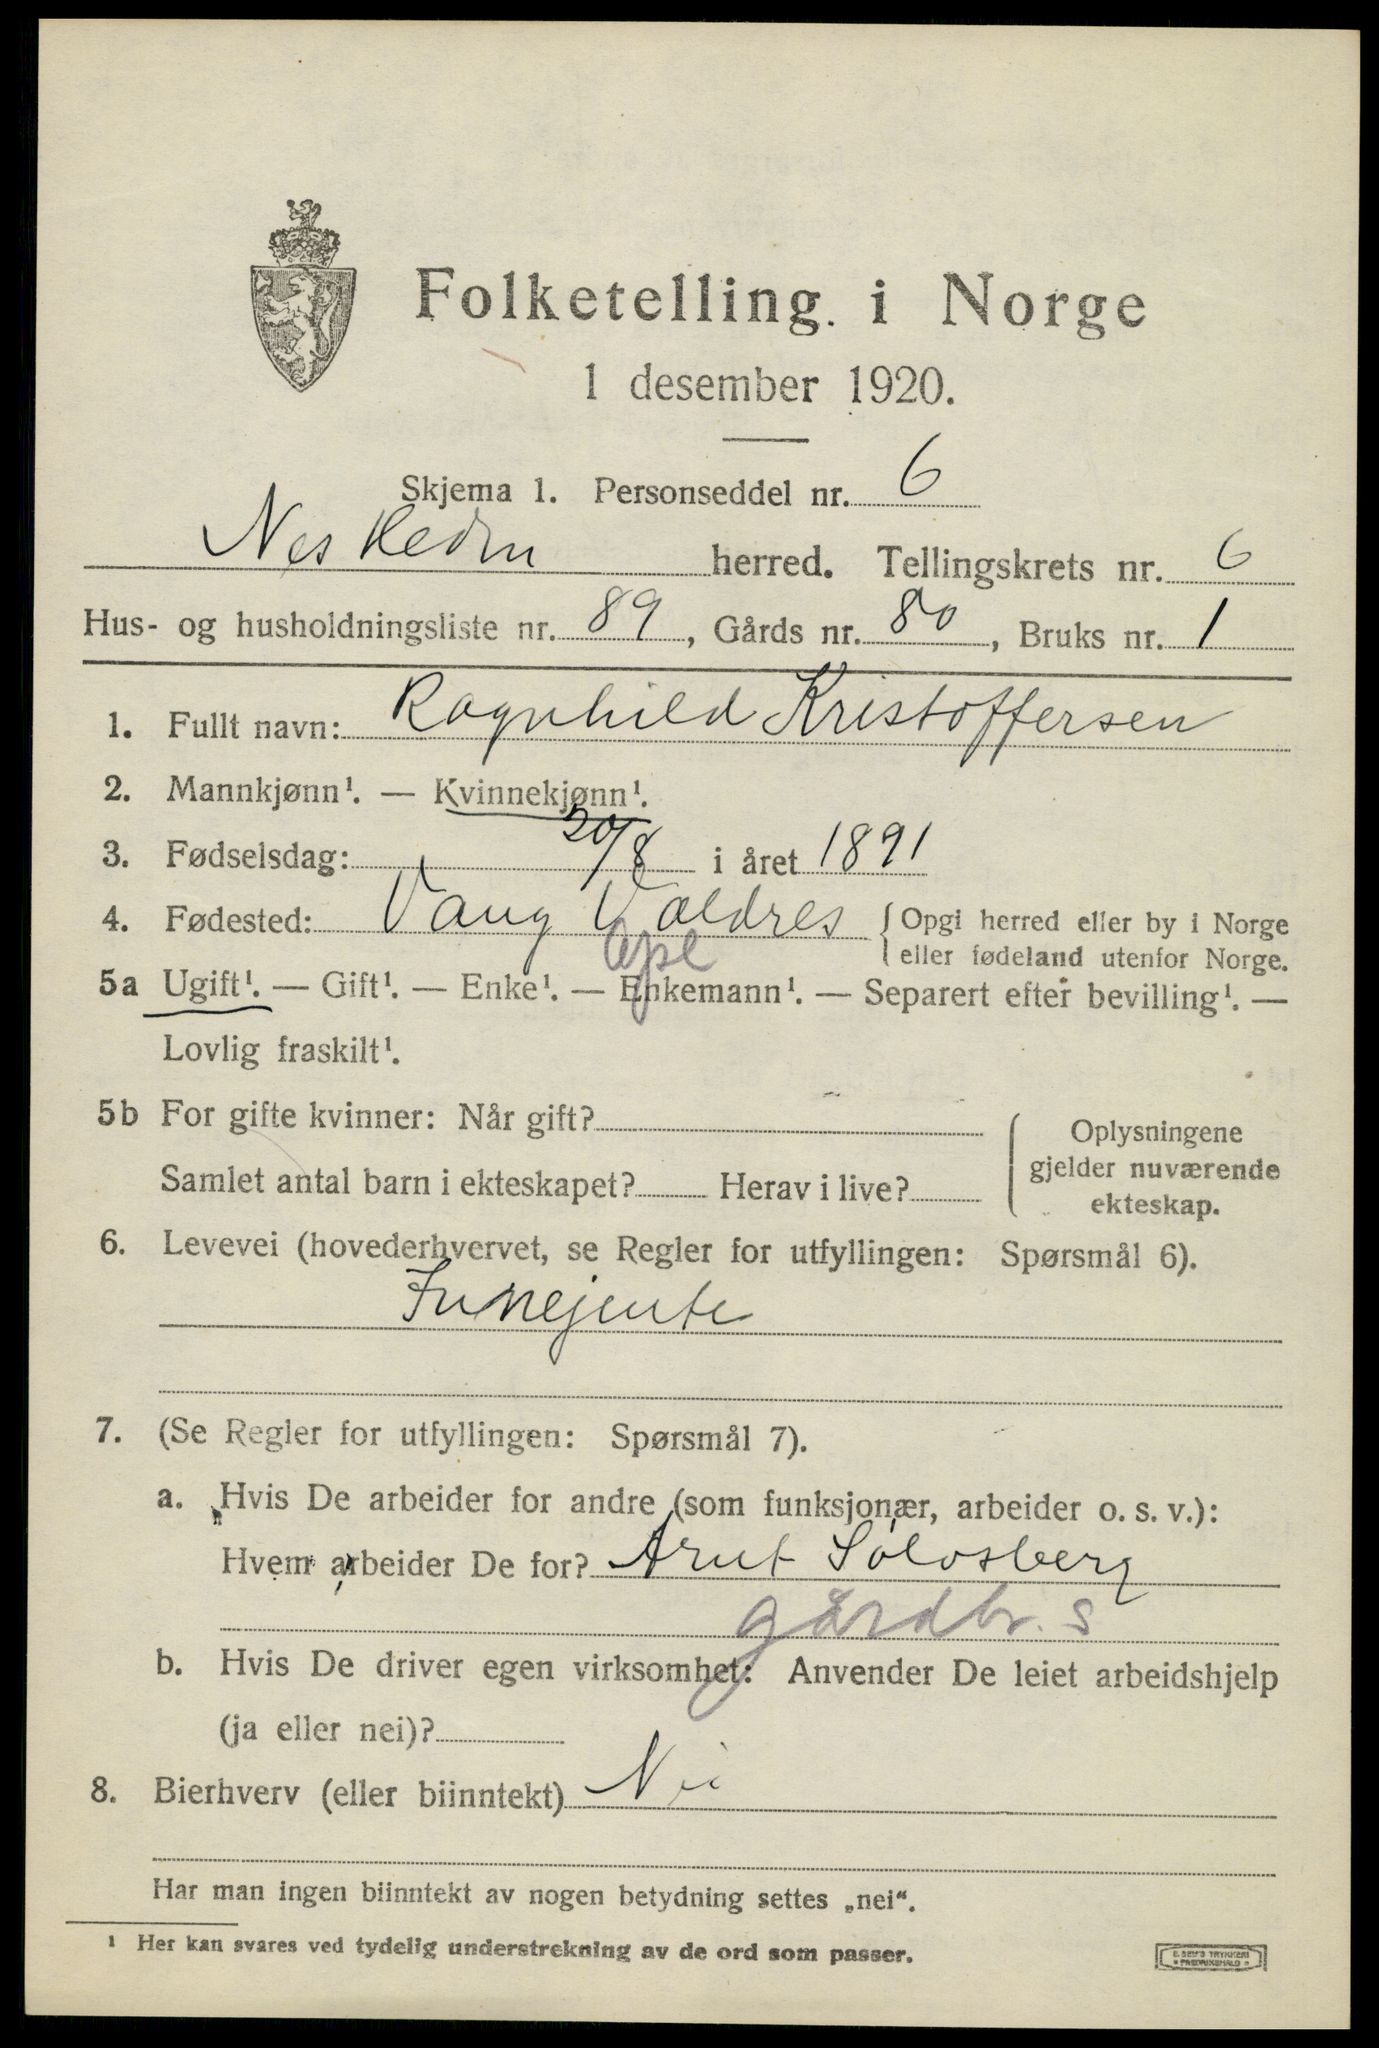 Folketelling i Norge
1 desember 1920.
Skjema 1. Personseddel nr. 6
Nes Hedm herred. Tellingskrets nr. 6
Hus- og husholdningsliste nr. 89, Gårds nr. 80, Bruks nr. 1
1. Fullt navn: Ragnhild Kristoffersen
2. Mannkjønn¹. — Kvinnekjønn¹.
3. Fødselsdag: 20/8 i året 1891
4. Fødested: Vang Valdres { Opgi herred eller by i Norge
eller fødeland utenfor Norge.
Opl
5a Ugift¹. — Gift¹. — Enke¹. — Enkemann¹. — Separert efter bevilling¹. —
Lovlig fraskilt¹.
5b For gifte kvinner: Når gift?
Samlet antal barn i ekteskapet? Herav i live?
Oplysningene
gjelder nuværende
ekteskap.
6. Levevei (hovederhvervet, se Regler for utfyllingen: Spørsmål 6).
Innejente
7. (Se Regler for utfyllingen: Spørsmål 7).
a. Hvis De arbeider for andre (som funksjonær, arbeider o. s. v.):
Hvem arbeider De for? Arnt Sølvsberg
gårdbr. S
b. Hvis De driver egen virksomhet: Anvender De leiet arbeidshjelp
(ja eller nei)?
8. Bierhverv (eller biinntekt) Nei
Har man ingen biinntekt av nogen betydning settes „nei“.
¹ Her kan svares ved tydelig understrekning av de ord som passer.
E. SEM'S TRYKKERI
FREDRIKSHALD